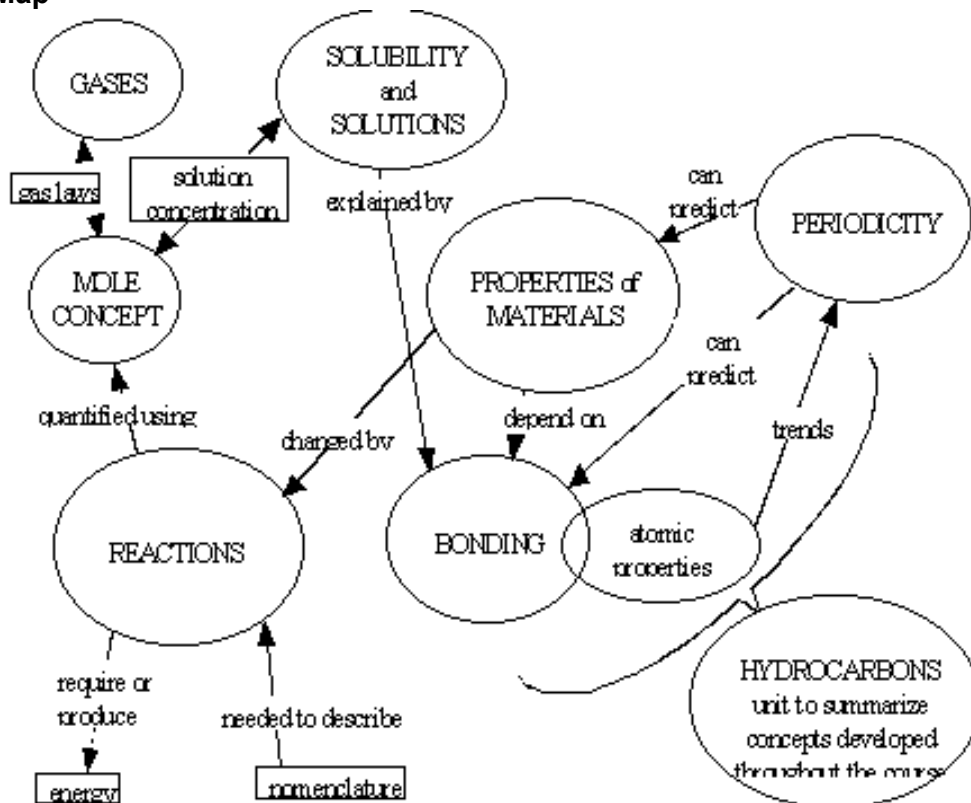 Map
GASES
SOLUBILITY
and
SOLUTIONS
gas laws
solution
concentration
explained by
can
predict
PERIODICITY
MOLE
CONCEPT
PROPERTIES of
MATERIALS
can
predict
quantified using
changed by
depend on
trends
REACTIONS
BONDING
atomic
properties
require or
produce
needed to describe
HYDROCARBONS
unit to summarize
concepts developed
throughout the course
energy
nomenclature